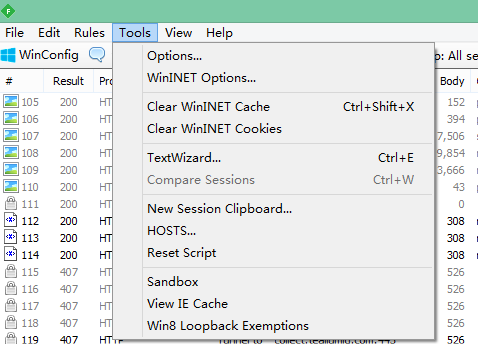 File Edit Rules Tools View Help
WinConfig
Options...
WinINET Options...
Clear WinINET Cache Ctrl+Shift+X
Clear WinINET Cookies
TextWizard... Ctrl+E
Compare Sessions Ctrl+W
New Session Clipboard...
HOSTS...
Reset Script
Sandbox
View IE Cache
Win8 Loopback Exemptions
: All se
# Result Body
105 200 HT 152
106 200 HT 394
107 200 HT 7,506
108 200 HT 9,854
109 200 HT 3,666
110 200 HT 43
111 200 HT 0
112 200 HT 308
113 200 HT 308
114 200 HT 308
115 407 HT 526
116 407 HT 526
117 407 HT 526
118 407 HT 526
119 407 HTTP 526